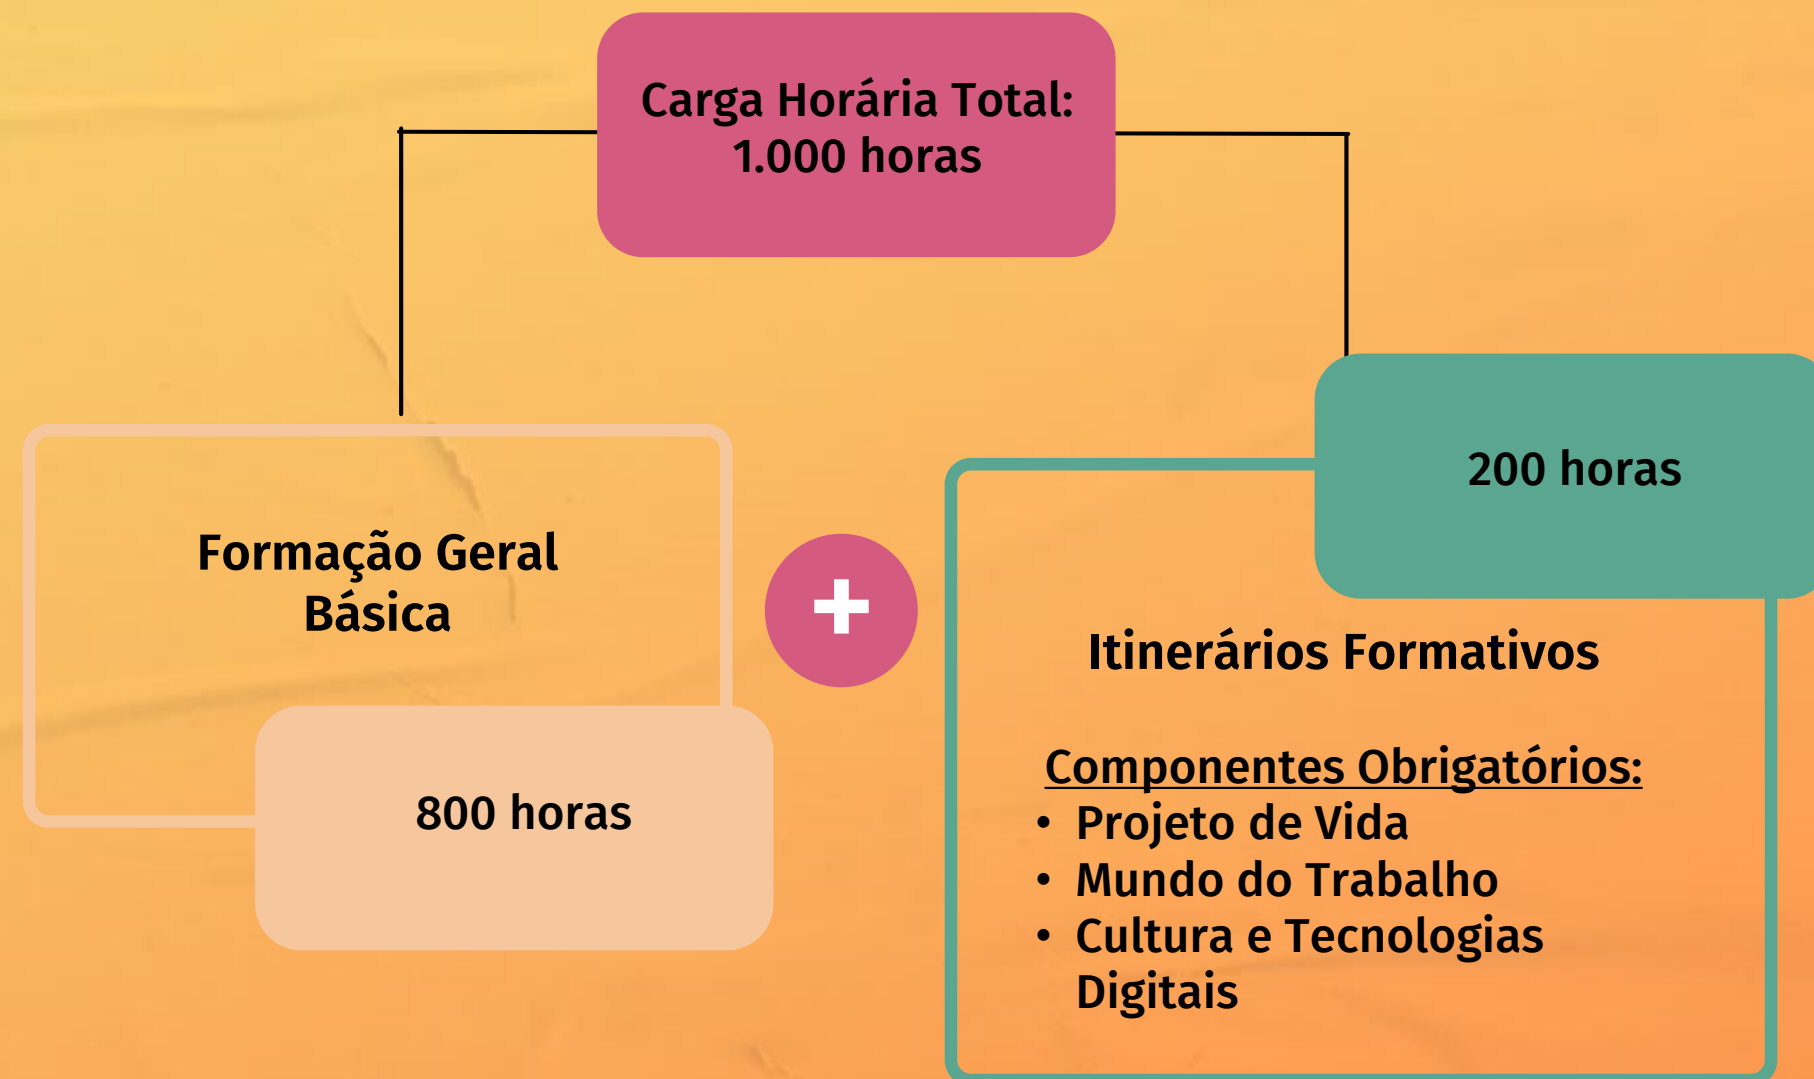 Carga Horária Total:
1.000 horas
Formação Geral
Básica
800 horas
+
200 horas
Itinerários Formativos
Componentes Obrigatórios:
• Projeto de Vida
• Mundo do Trabalho
• Cultura e Tecnologias
Digitais